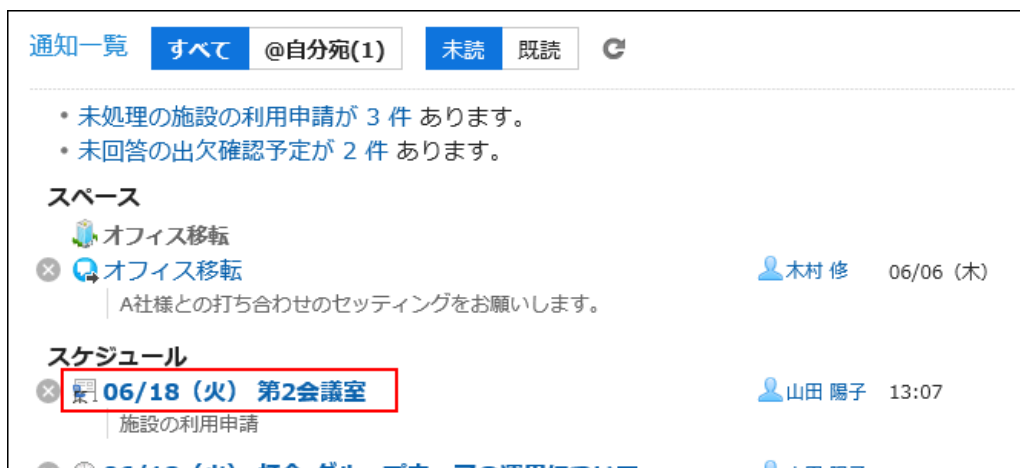 通知一覧 すべて @自分宛(1) 未読 既読
・未処理の施設の利用申請が 3 件 あります。
・未回答の出欠確認予定が 2 件 あります。
スペース
オフィス移転
オフィス移転 木村 修 06/06（木）
A社様との打ち合わせのセッティングをお願いします。
スケジュール
06/18（火） 第2会議室 山田 陽子 13:07
施設の利用申請